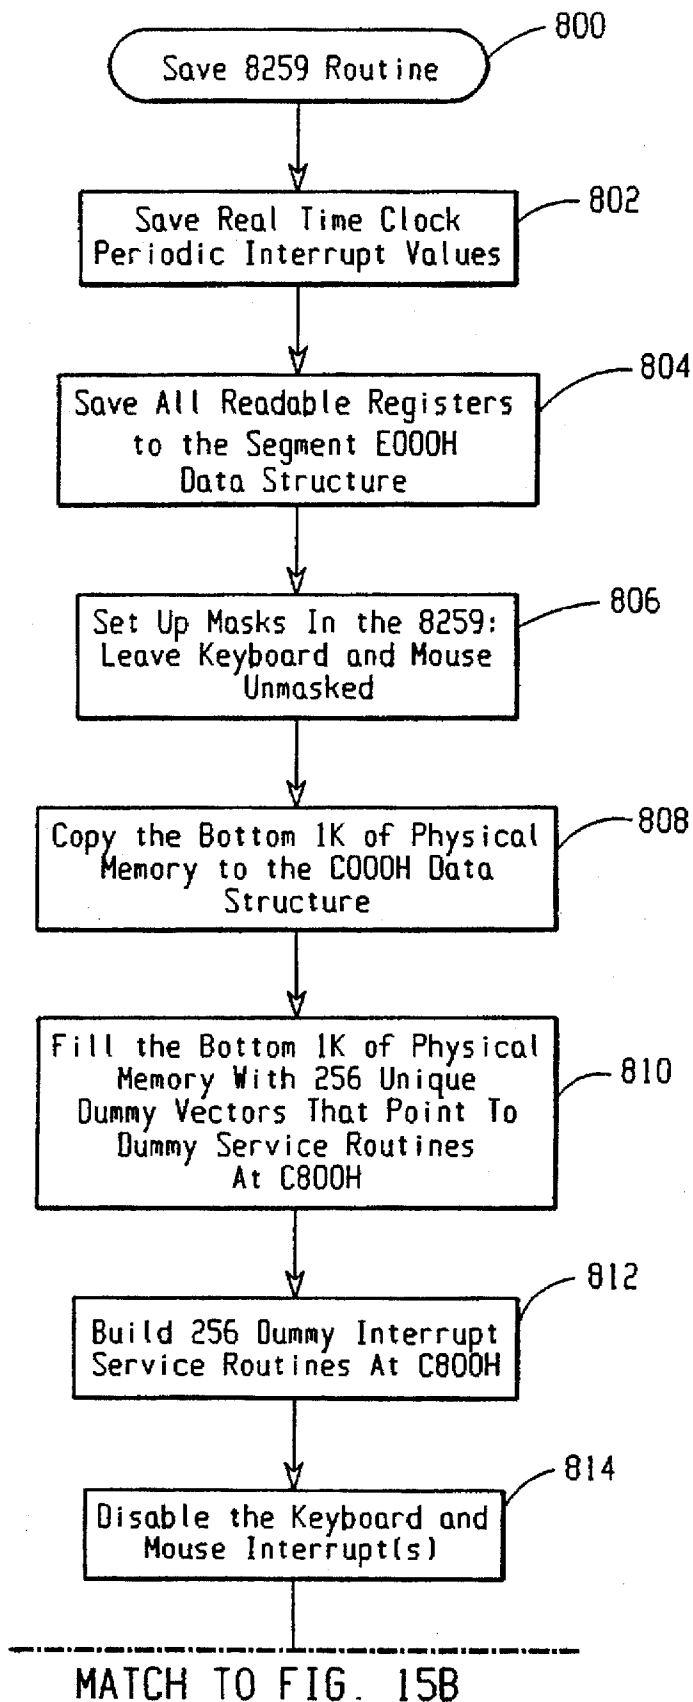 800
Save 8259 Routine
802
Save Real Time Clock
Periodic Interrupt Values
804
Save All Readable Registers
to the Segment E000H
Data Structure
806
Set Up Masks In the 8259:
Leave Keyboard and Mouse
Unmasked
808
Copy the Bottom 1K of Physical
Memory to the C000H Data
Structure
810
Fill the Bottom 1K of Physical
Memory With 256 Unique
Dummy Vectors That Point To
Dummy Service Routines
At C800H
812
Build 256 Dummy Interrupt
Service Routines At C800H
814
Disable the Keyboard and
Mouse Interrupt(s)
MATCH TO FIG. 15B